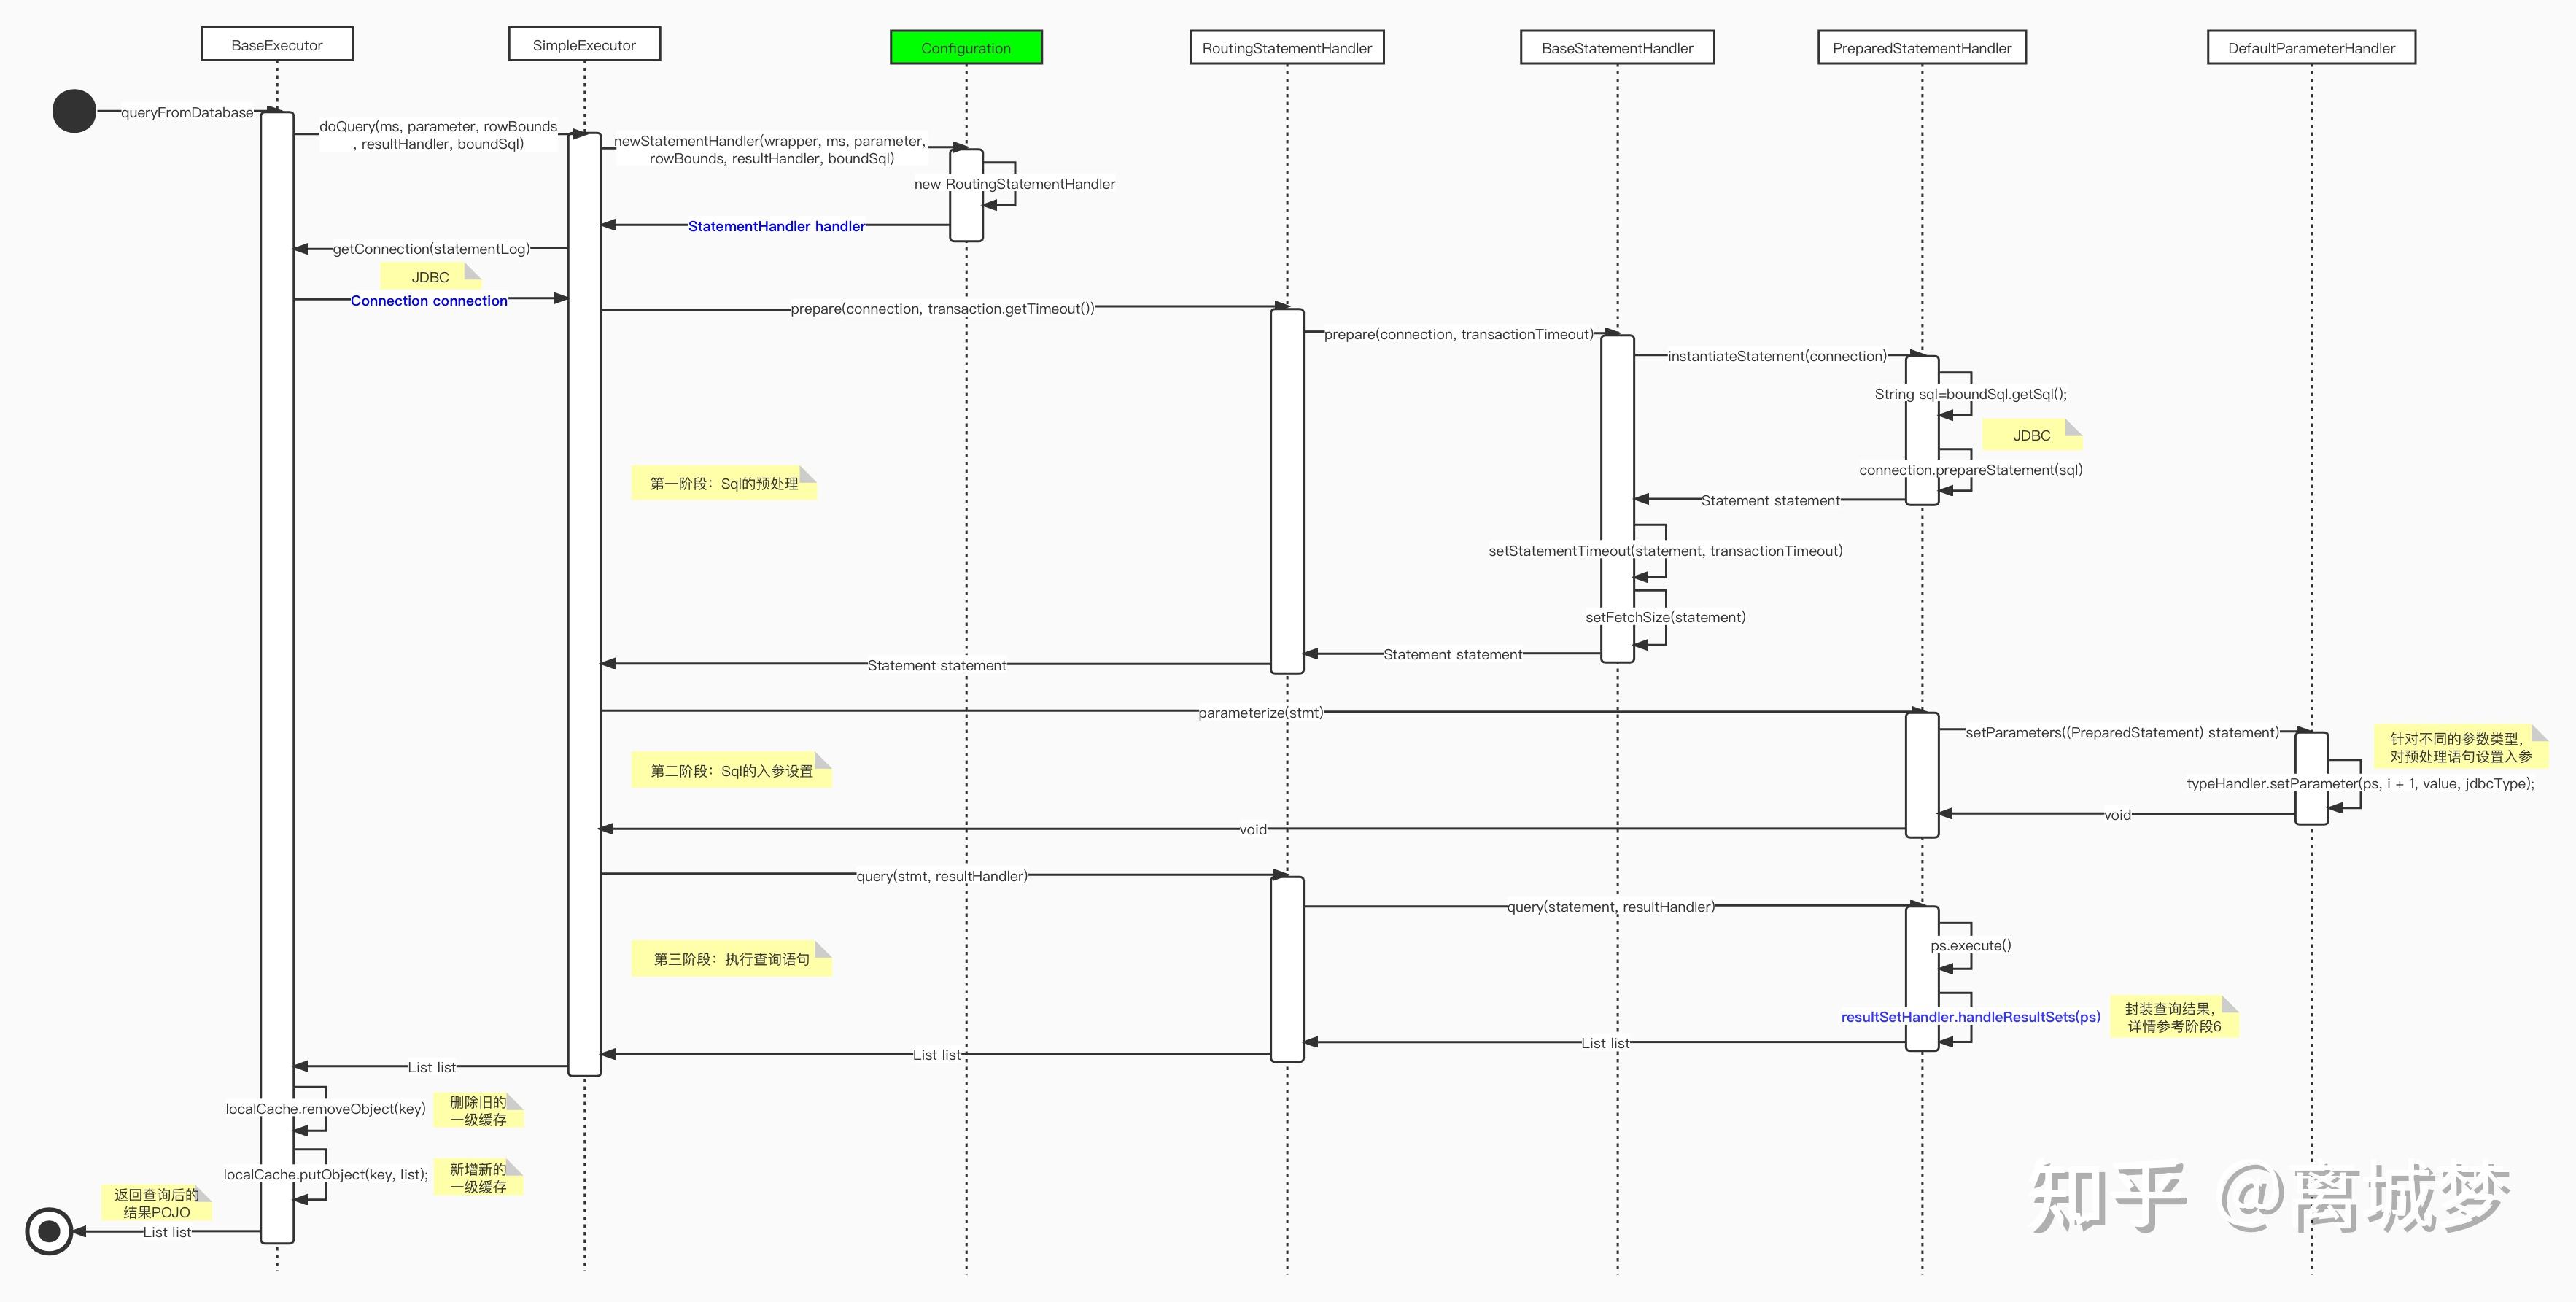 BaseExecutor
SimpleExecutor
Configuration
RoutingStatementHandler
BaseStatementHandler
PreparedStatementHandler
DefaultParameterHandler
queryFromDatabase
doQuery(ms, parameter, rowBounds
, resultHandler, boundSql)
newStatementHandler(wrapper, ms, parameter,
rowBounds, resultHandler, boundSql)
new RoutingStatementHandler
StatementHandler handler
getConnection(statementLog)
JDBC
Connection connection
prepare(connection, transaction.getTimeout())
prepare(connection, transactionTimeout)
instantiateStatement(connection)
String sql=boundSql.getSql();
JDBC
connection.prepareStatement(sql)
第一阶段：Sql的预处理
Statement statement
setStatementTimeout(statement, transactionTimeout)
setFetchSize(statement)
Statement statement
Statement statement
parameterize(stmt)
setParameters((PreparedStatement) statement)
针对不同的参数类型，
对预处理语句设置入参
第二阶段：Sql的入参设置
typeHandler.setParameter(ps, i + 1, value, jdbcType);
void
void
query(stmt, resultHandler)
query(statement, resultHandler)
ps.execute()
第三阶段：执行查询语句
resultSetHandler.handleResultSets(ps)
封装查询结果，
详情参考阶段6
List list
List list
List list
localCache.removeObject(key)
删除旧的
一级缓存
localCache.putObject(key, list);
新增新的
一级缓存
返回查询后的
结果POJO
List list
知乎 @离城梦